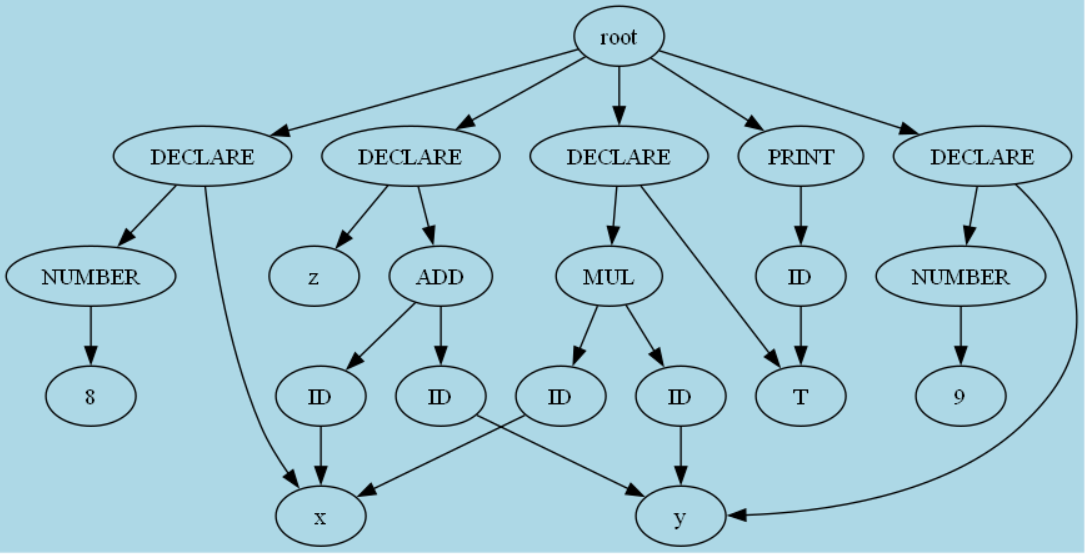 root
DECLARE DECLARE DECLARE PRINT DECLARE
NUMBER z ADD MUL ID NUMBER
8 ID ID ID ID T 9
x y